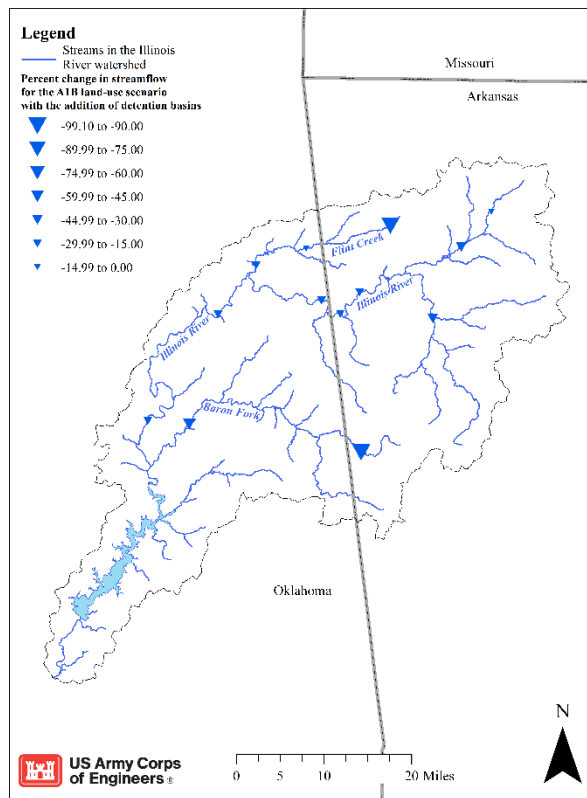 Legend
Streams in the Illinois
River watershed
Percent change in streamflow
for the A1B land-use scenario
with the addition of detention basins
-99.10 to -90.00
-89.99 to -75.00
-74.99 to -60.00
-59.99 to -45.00
-44.99 to -30.00
-29.99 to -15.00
-14.99 to 0.00
Missouri
Arkansas
Flint Creek
Illinois River
Illinois River
Baron Fork
Oklahoma
N
US Army Corps
of Engineers ®
0 5 10 20 Miles